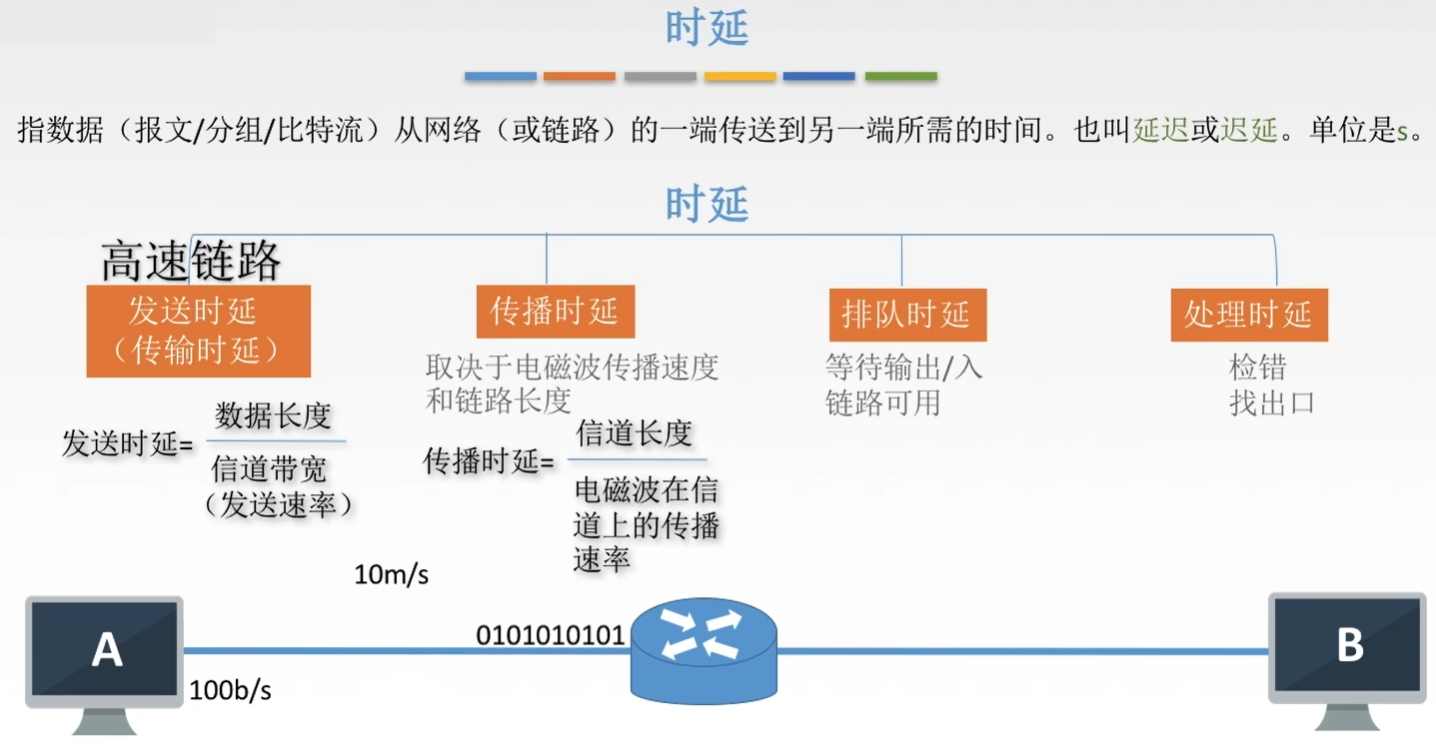 时延
指数据（报文/分组/比特流）从网络（或链路）的一端传送到另一端所需的时间。也叫延迟或迟延。单位是s。
时延
高速链路
发送时延
（传输时延）
发送时延=
数据长度
信道带宽
（发送速率）
传播时延
取决于电磁波传播速度
和链路长度
传播时延=
信道长度
电磁波在信
道上的传播
速率
排队时延
等待输出/入
链路可用
处理时延
检错
找出口
10m/s
A
100b/s
0101010101
B